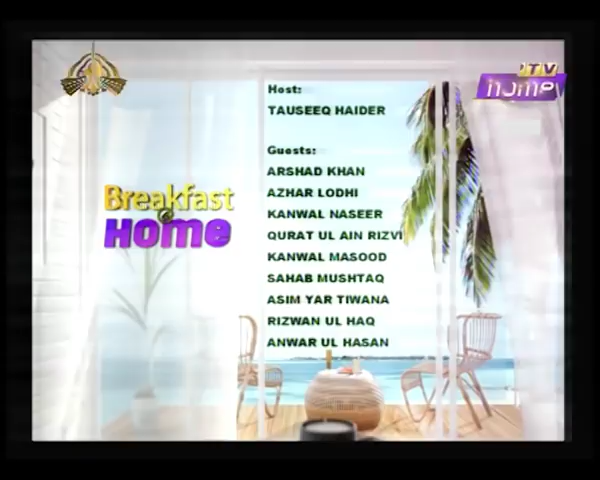 'TV
home
Host:
TAUSEEQ HAIDER
Guests:
ARSHAD KHAN
AZHAR LODHI
KANWAL NASEER
QURAT UL AIN RIZVI
KANWAL MASOOD
SAHAB MUSHTAQ
ASIM YAR TIWANA
RIZWAN UL HAQ
ANWAR UL HASAN
Breakfast
@
HOME